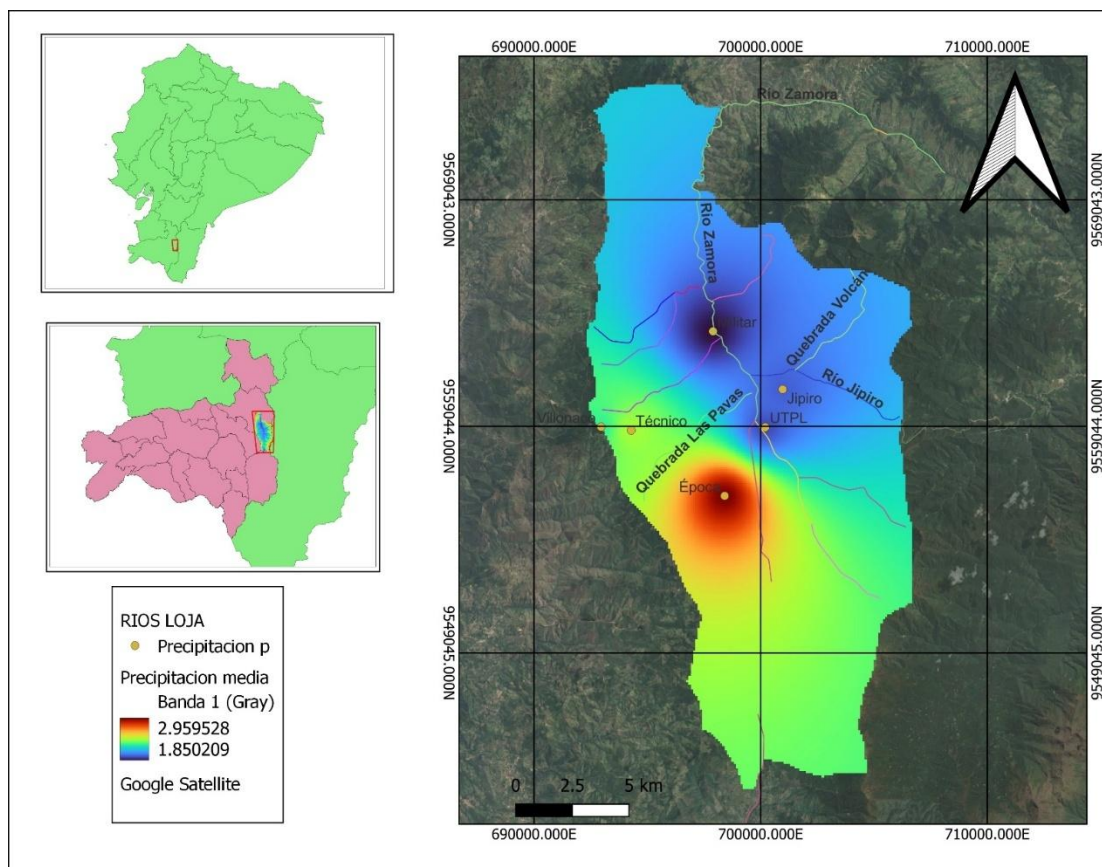 690000.000E 700000.000E 710000.000E
Río Zamora
9569043.000N 9569043.000N
Río Zamora
Quebrada Volcán
Río Jipiro
Jipiro
Quebrada Las Pavas
UTPL
Villonaco Técnico
9559044.000N 9559044.000N
Época
9549045.000N 9549045.000N
0 2.5 5 km
690000.000E 700000.000E 710000.000E
RIOS LOJA
Precipitacion p
Precipitacion media
Banda 1 (Gray)
2.959528
1.850209
Google Satellite